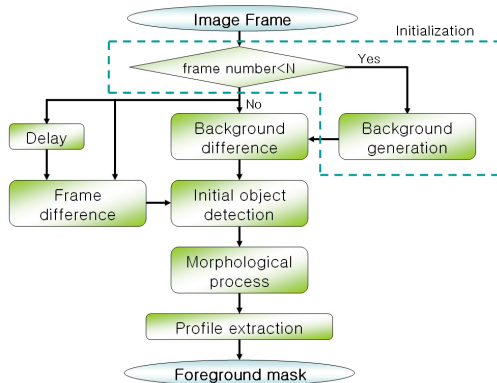 Image Frame
Initialization
frame number<N
Yes
No
Delay
Background
difference
Background
generation
Frame
difference
Initial object
detection
Morphological
process
Profile extraction
Foreground mask